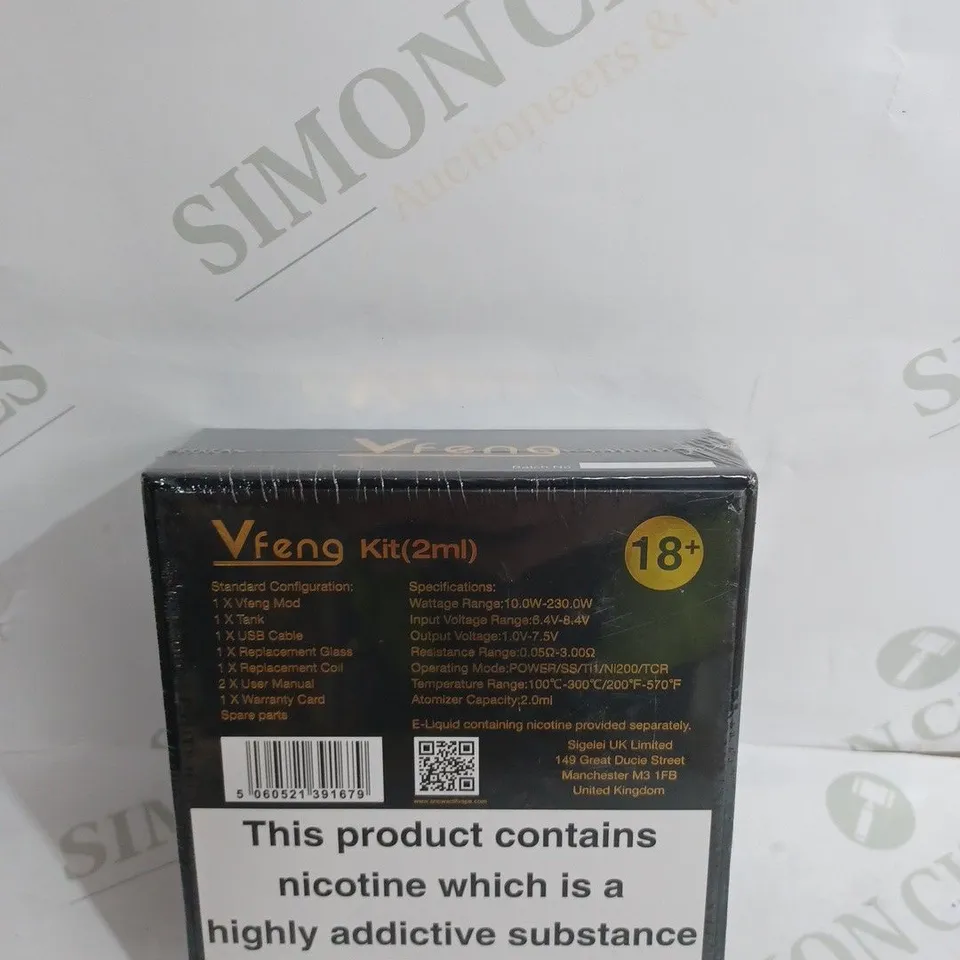 SIMON C
Auctioneers &
Vfeng
Batch No
Vfeng Kit(2ml)
18+
Standard Configuration:
1 X Vfeng Mod
1 X Tank
1 X USB Cable
1 X Replacement Glass
1 X Replacement Coil
2 X User Manual
1 X Warranty Card
Spare parts
Specifications:
Wattage Range:10.0W-230.0W
Input Voltage Range:6.4V-8.4V
Output Voltage:1.0V-7.5V
Resistance Range:0.05Ω-3.00Ω
Operating Mode:POWER/SS/Ti1/Ni200/TCR
Temperature Range:100℃-300℃/200℉-570℉
Atomizer Capacity:2.0ml
E-Liquid containing nicotine provided separately.
Sigelei UK Limited
149 Great Ducie Street
Manchester M3 1FB
United Kingdom
5 060521 391679
This product contains
nicotine which is a
highly addictive substance